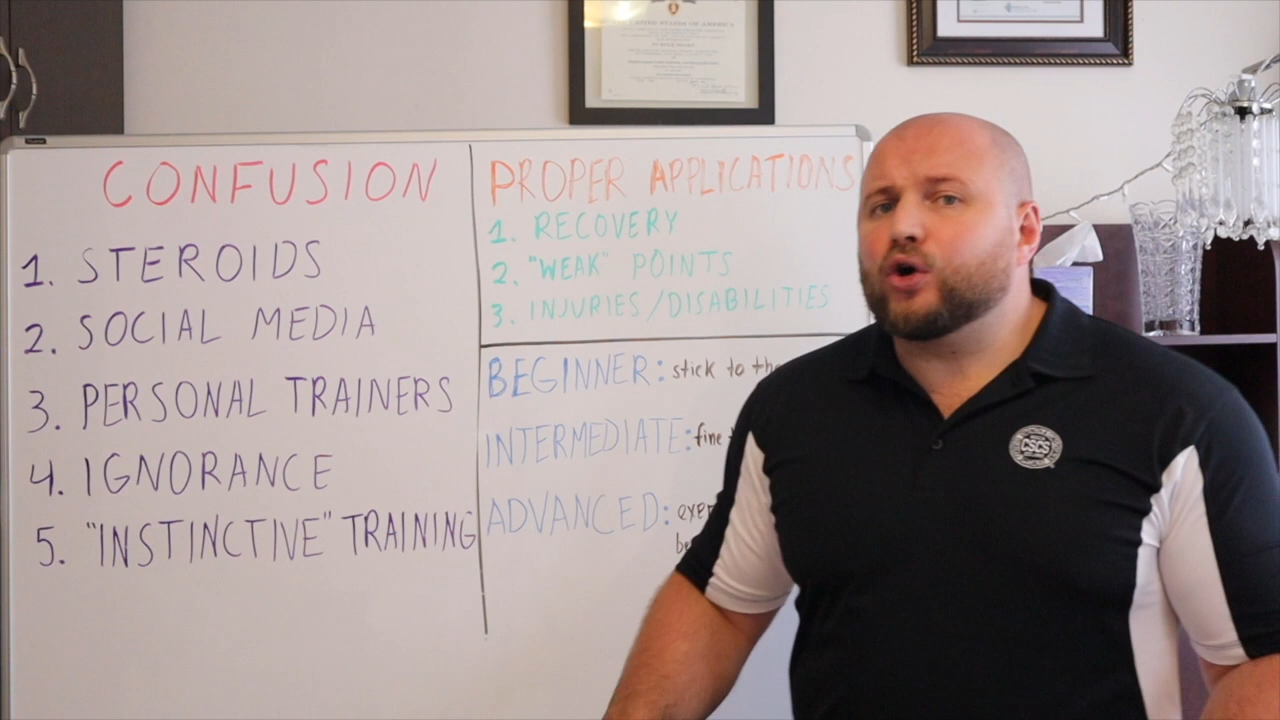 CONFUSION
1. STEROIDS
2. SOCIAL MEDIA
3. PERSONAL TRAINERS
4. IGNORANCE
5. "INSTINCTIVE" TRAINING
PROPER APPLICATIONS
1. RECOVERY
2. "WEAK" POINTS
3. INJURIES/DISABILITIES
BEGINNER: stick to
INTERMEDIATE: fine
ADVANCED:
CSCS